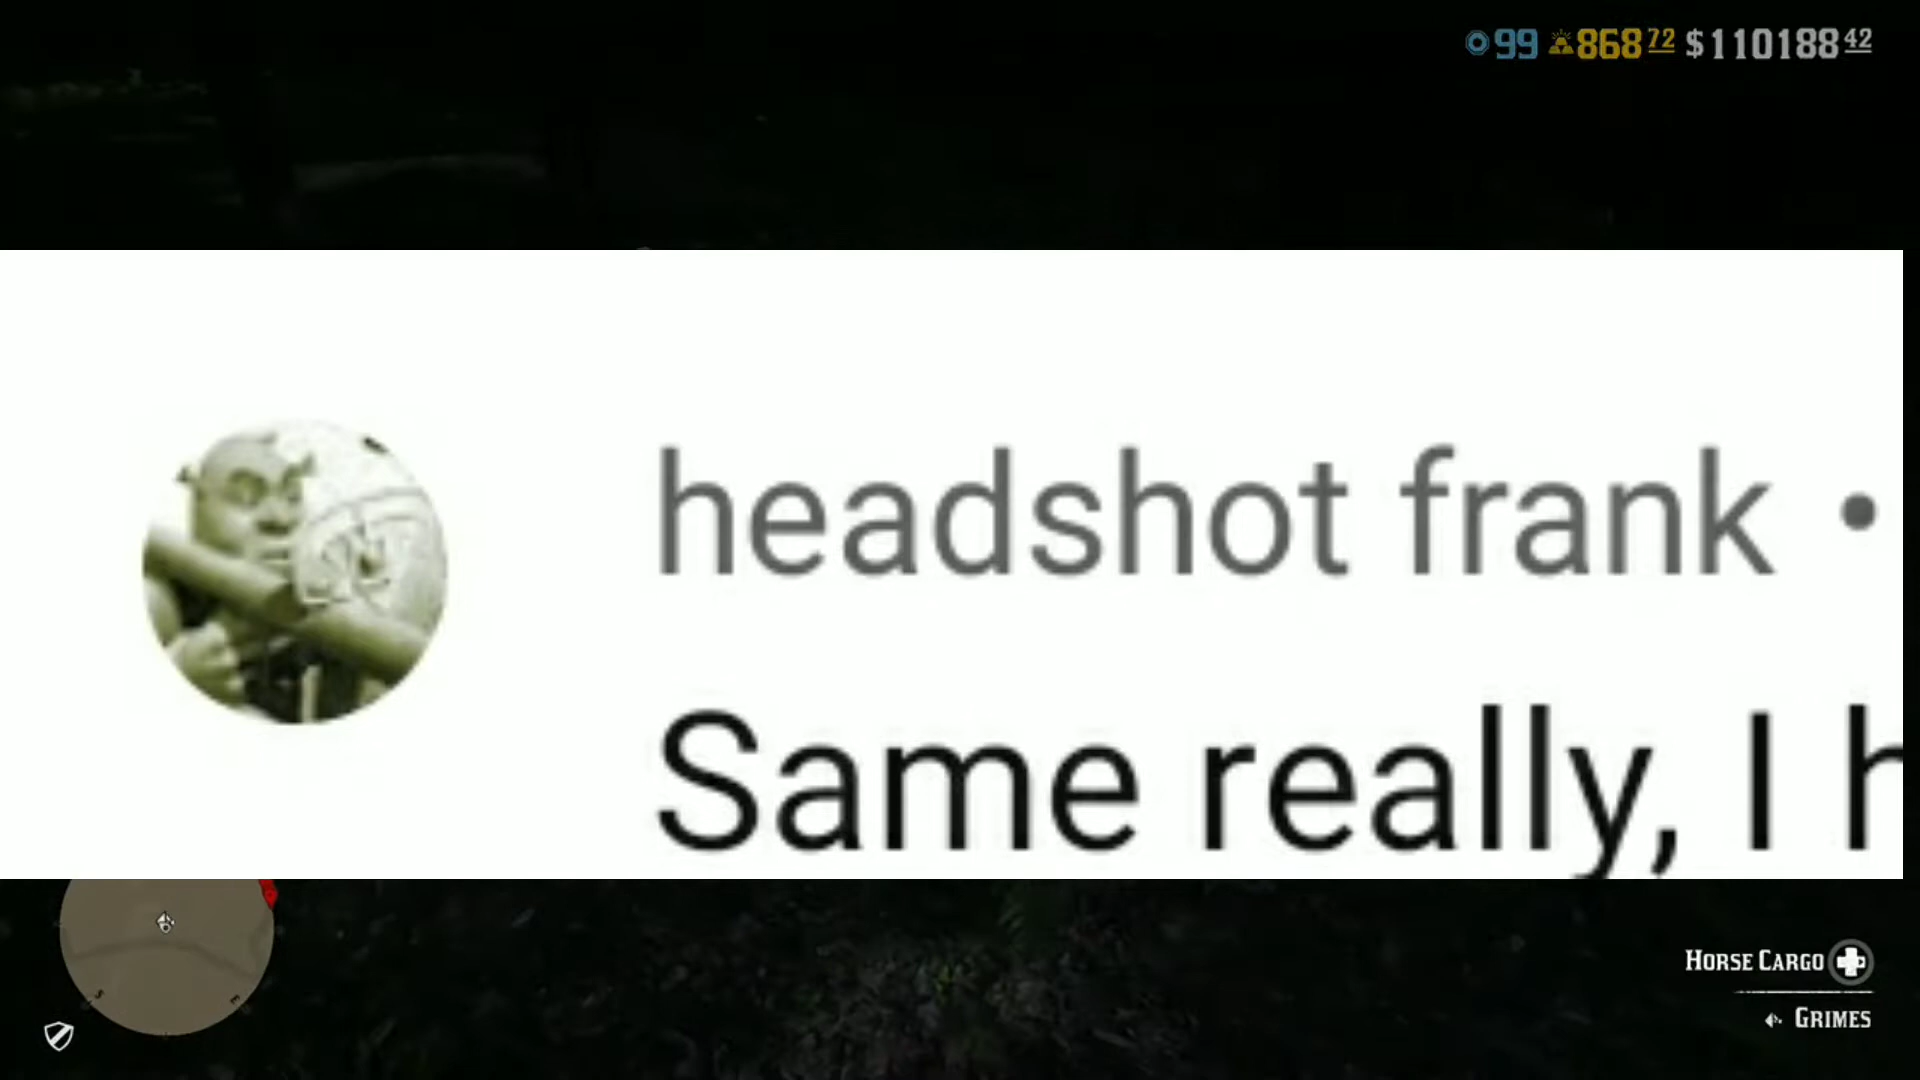 99 868 72 $110188 42
headshot frank •
Same really, I h
S E
HORSE CARGO
GRIMES